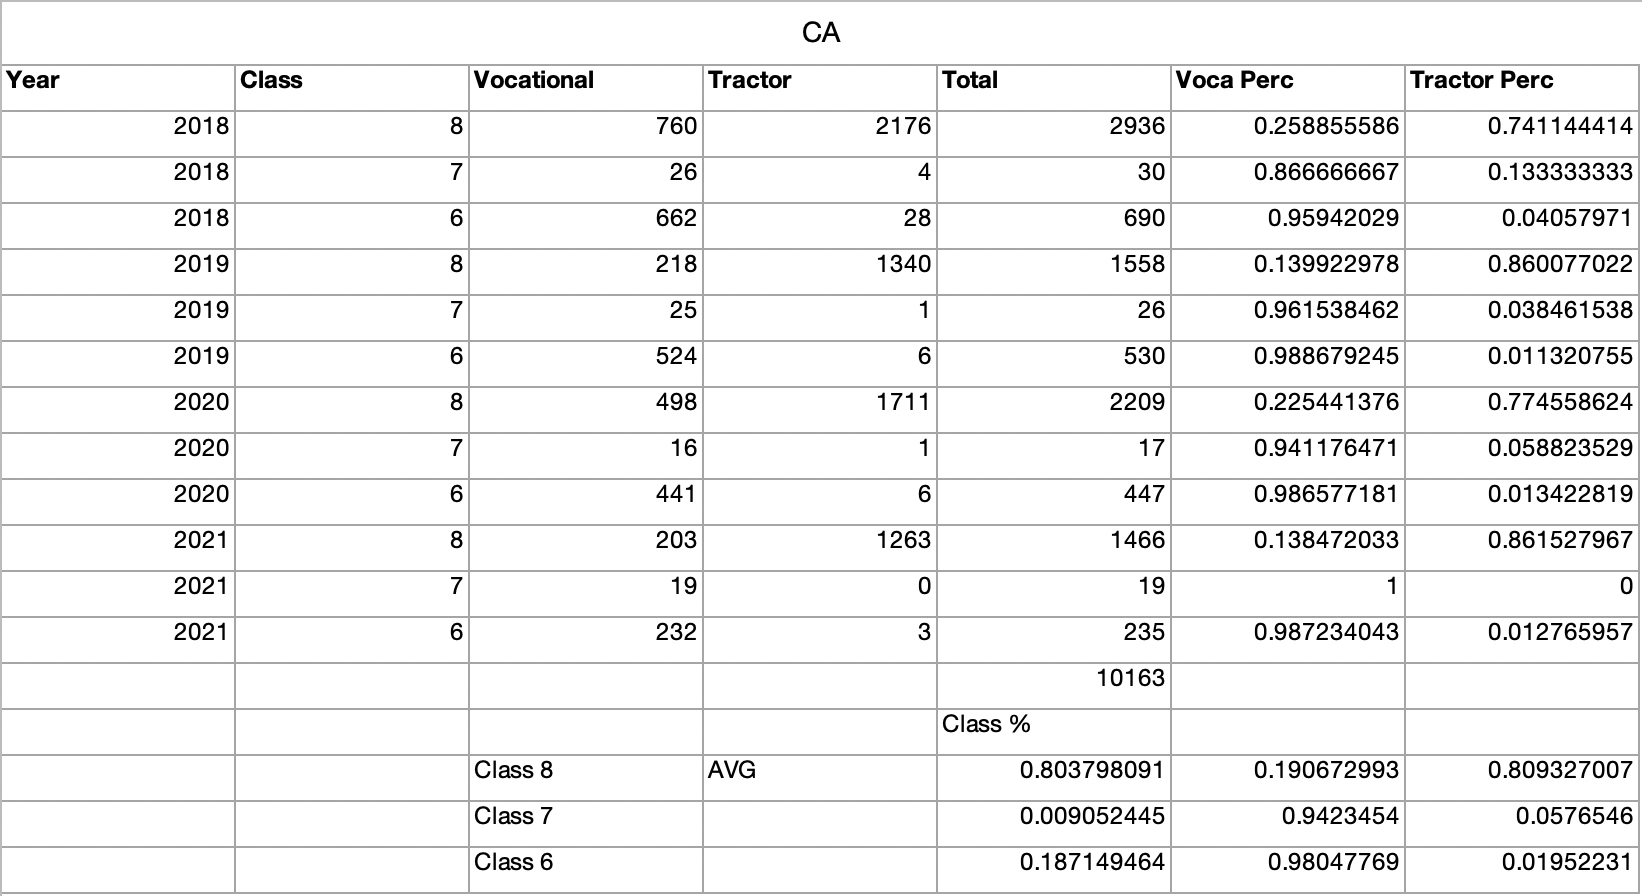 CA
Year Class Vocational Tractor Total Voca Perc Tractor Perc
2018 8 760 2176 2936 0.258855586 0.741144414
2018 7 26 4 30 0.866666667 0.133333333
2018 6 662 28 690 0.95942029 0.04057971
2019 8 218 1340 1558 0.139922978 0.860077022
2019 7 25 1 26 0.961538462 0.038461538
2019 6 524 6 530 0.988679245 0.011320755
2020 8 498 1711 2209 0.225441376 0.774558624
2020 7 16 1 17 0.941176471 0.058823529
2020 6 441 6 447 0.986577181 0.013422819
2021 8 203 1263 1466 0.138472033 0.861527967
2021 7 19 0 19 1 0
2021 6 232 3 235 0.987234043 0.012765957
10163
Class %
Class 8 AVG 0.803798091 0.190672993 0.809327007
Class 7 0.009052445 0.9423454 0.0576546
Class 6 0.187149464 0.98047769 0.01952231